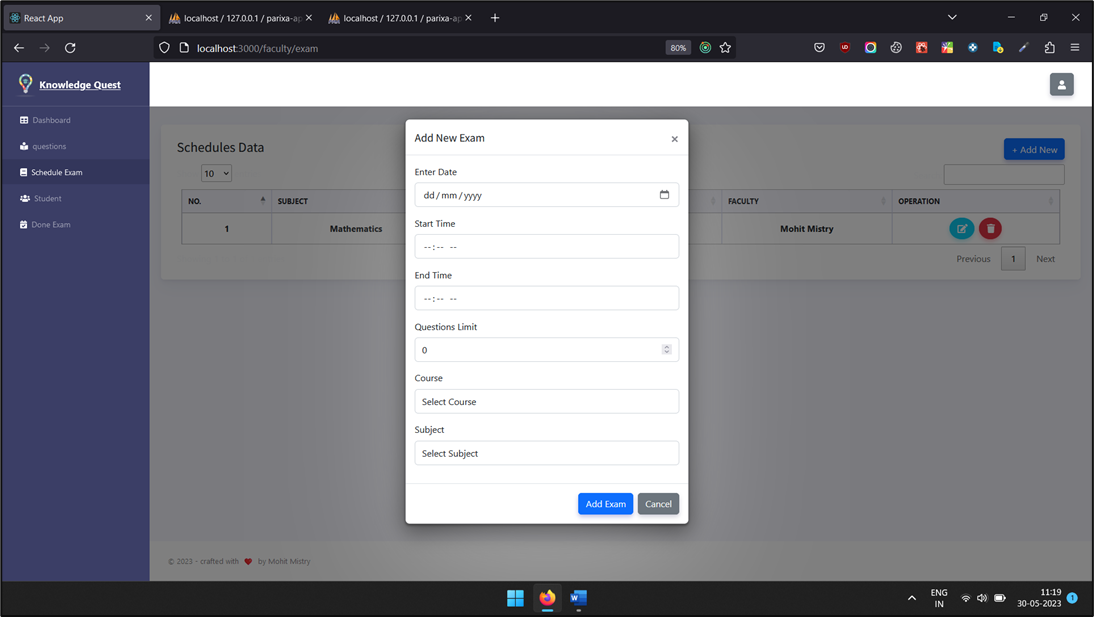 React App
localhost / 127.0.0.1 / parixa-ap
localhost / 127.0.0.1 / parixa-ap
localhost:3000/faculty/exam
80%
Knowledge Quest
Dashboard
questions
Schedule Exam
Student
Done Exam
Schedules Data
+ Add New
10
NO.
SUBJECT
FACULTY
OPERATION
1
Mathematics
Mohit Mistry
Previous
1
Next
Add New Exam
×
Enter Date
dd/mm/yyyy
Start Time
--:-- --
End Time
--:-- --
Questions Limit
0
Course
Select Course
Subject
Select Subject
Add Exam
Cancel
© 2023 - crafted with ❤ by Mohit Mistry
ENG
IN
11:19
30-05-2023
1